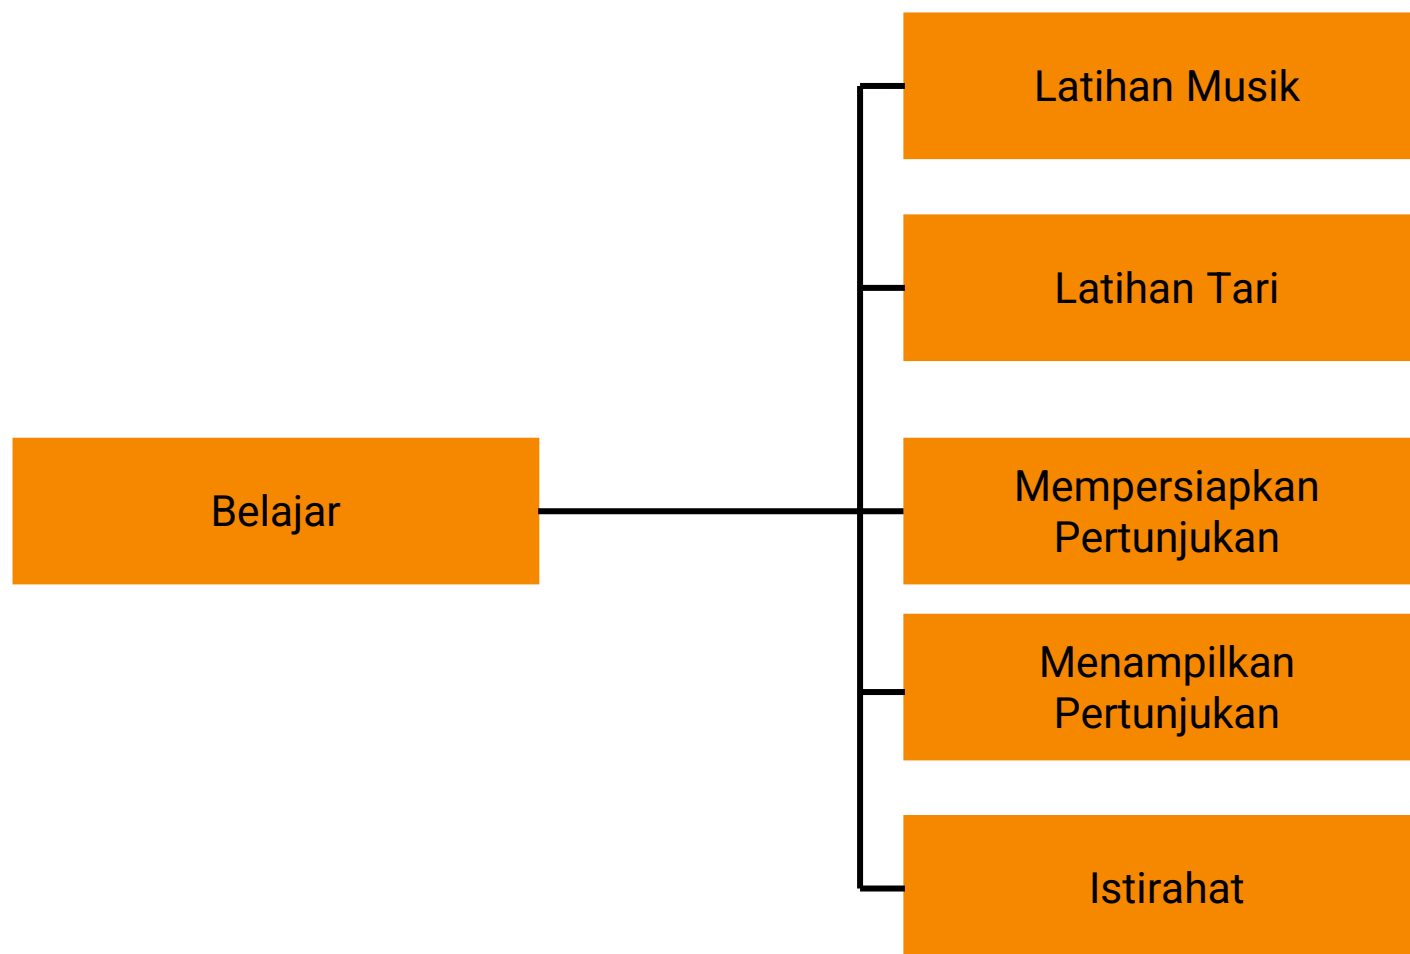 Latihan Musik
Latihan Tari
Belajar
Mempersiapkan
Pertunjukan
Menampilkan
Pertunjukan
Istirahat